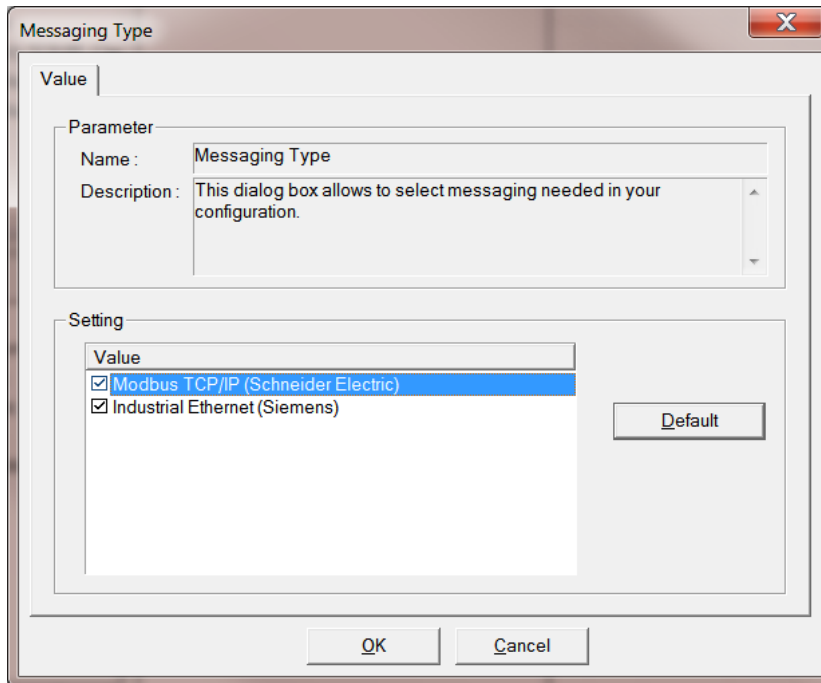 Messaging Type
Value
Parameter
Name :
Messaging Type
Description :
This dialog box allows to select messaging needed in your
configuration.
Setting
Value
Modbus TCP/IP (Schneider Electric)
Industrial Ethernet (Siemens)
Default
OK
Cancel